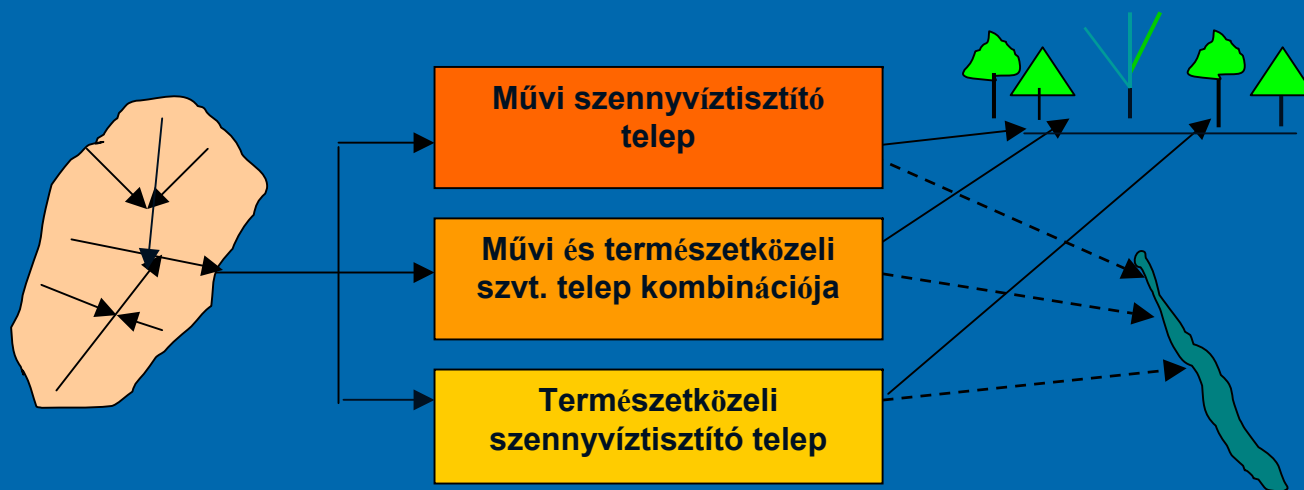 Művi szennyvíztisztító
telep
Művi és természetközeli
szvt. telep kombinációja
Természetközeli
szennyvíztisztító telep